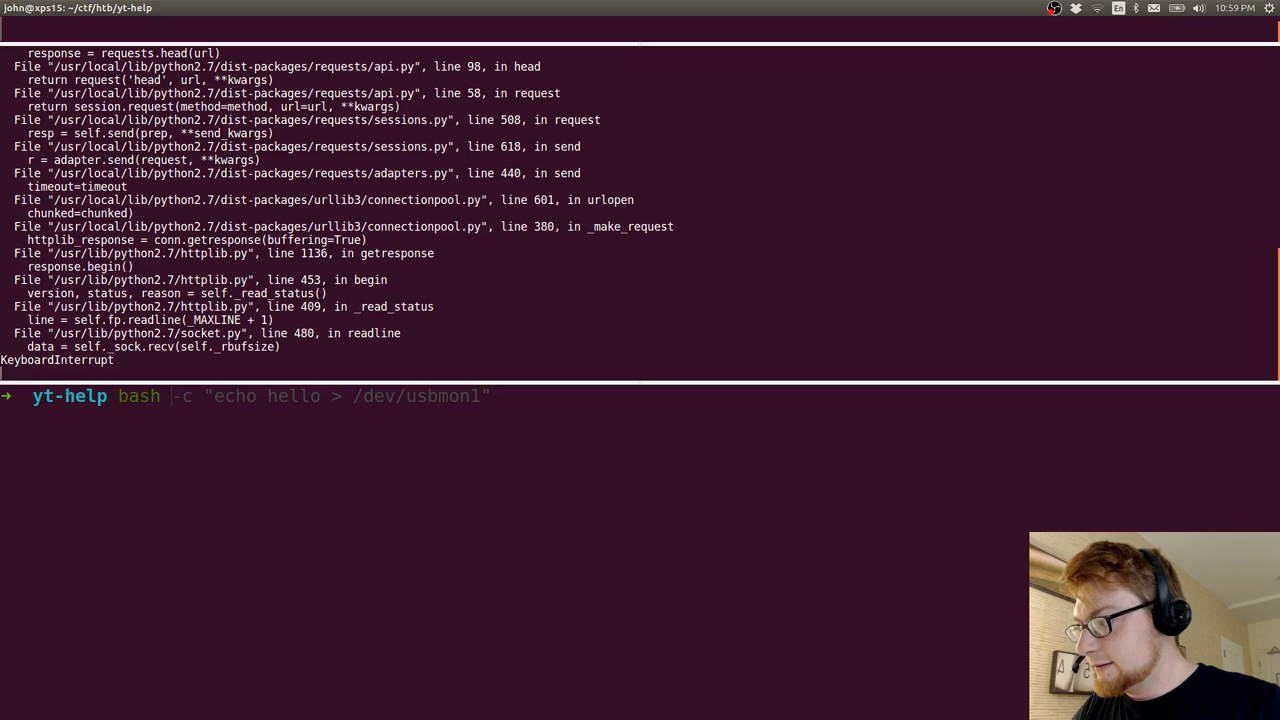 john@xps15: ~/ctf/htb/yt-help
En
10:59 PM
response = requests.head(url)
File "/usr/local/lib/python2.7/dist-packages/requests/api.py", line 98, in head
return request('head', url, **kwargs)
File "/usr/local/lib/python2.7/dist-packages/requests/api.py", line 58, in request
return session.request(method=method, url=url, **kwargs)
File "/usr/local/lib/python2.7/dist-packages/requests/sessions.py", line 508, in request
resp = self.send(prep, **send_kwargs)
File "/usr/local/lib/python2.7/dist-packages/requests/sessions.py", line 618, in send
r = adapter.send(request, **kwargs)
File "/usr/local/lib/python2.7/dist-packages/requests/adapters.py", line 440, in send
timeout=timeout
File "/usr/local/lib/python2.7/dist-packages/urllib3/connectionpool.py", line 601, in urlopen
chunked=chunked)
File "/usr/local/lib/python2.7/dist-packages/urllib3/connectionpool.py", line 380, in _make_request
httplib_response = conn.getresponse(buffering=True)
File "/usr/lib/python2.7/httplib.py", line 1136, in getresponse
response.begin()
File "/usr/lib/python2.7/httplib.py", line 453, in begin
version, status, reason = self._read_status()
File "/usr/lib/python2.7/httplib.py", line 409, in _read_status
line = self.fp.readline(_MAXLINE + 1)
File "/usr/lib/python2.7/socket.py", line 480, in readline
data = self._sock.recv(self._rbufsize)
KeyboardInterrupt
➜ yt-help bash -c "echo hello > /dev/usbmon1"